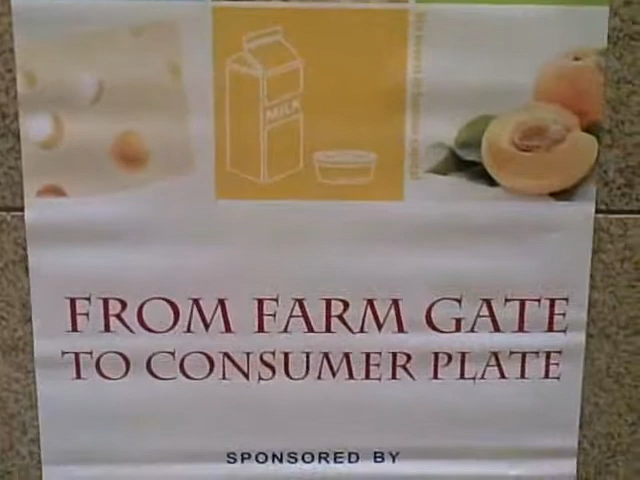 MILK
FROM FARM GATE
TO CONSUMER PLATE
SPONSORED BY